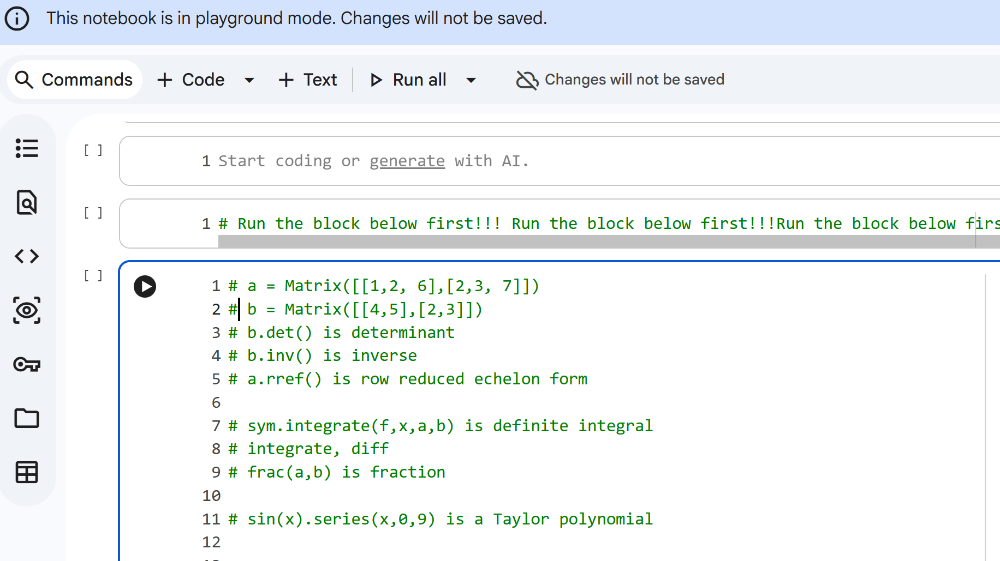 This notebook is in playground mode. Changes will not be saved.
Commands + Code + Text Run all Changes will not be saved
[ ] 1 Start coding or generate with AI.
[ ] 1 # Run the block below first!!! Run the block below first!!!Run the block below firs
[ ] 1 # a = Matrix([[1,2, 6],[2,3, 7]])
2 # b = Matrix([[4,5],[2,3]])
3 # b.det() is determinant
4 # b.inv() is inverse
5 # a.rref() is row reduced echelon form
6
7 # sym.integrate(f,x,a,b) is definite integral
8 # integrate, diff
9 # frac(a,b) is fraction
10
11 # sin(x).series(x,0,9) is a Taylor polynomial
12